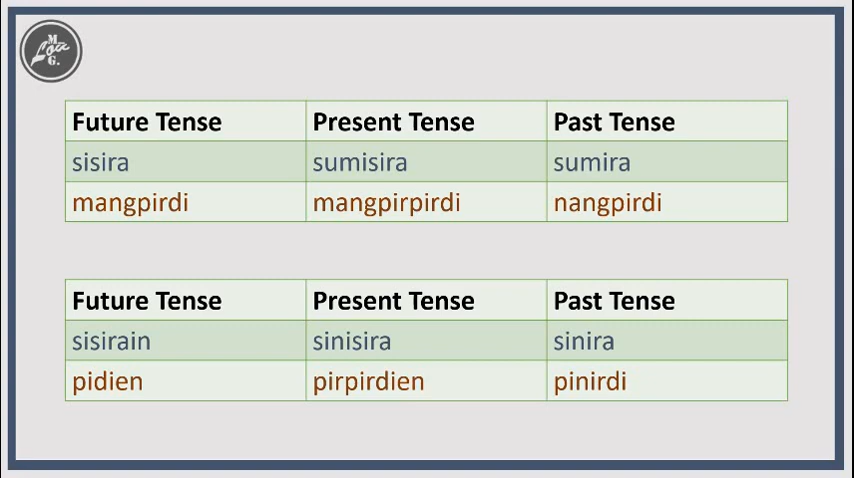 M
Loa
G.
Future Tense Present Tense Past Tense
sisira sumisira sumira
mangpirdi mangpirpirdi nangpirdi
Future Tense Present Tense Past Tense
sisirain sinisira sinira
pidien pirpirdien pinirdi